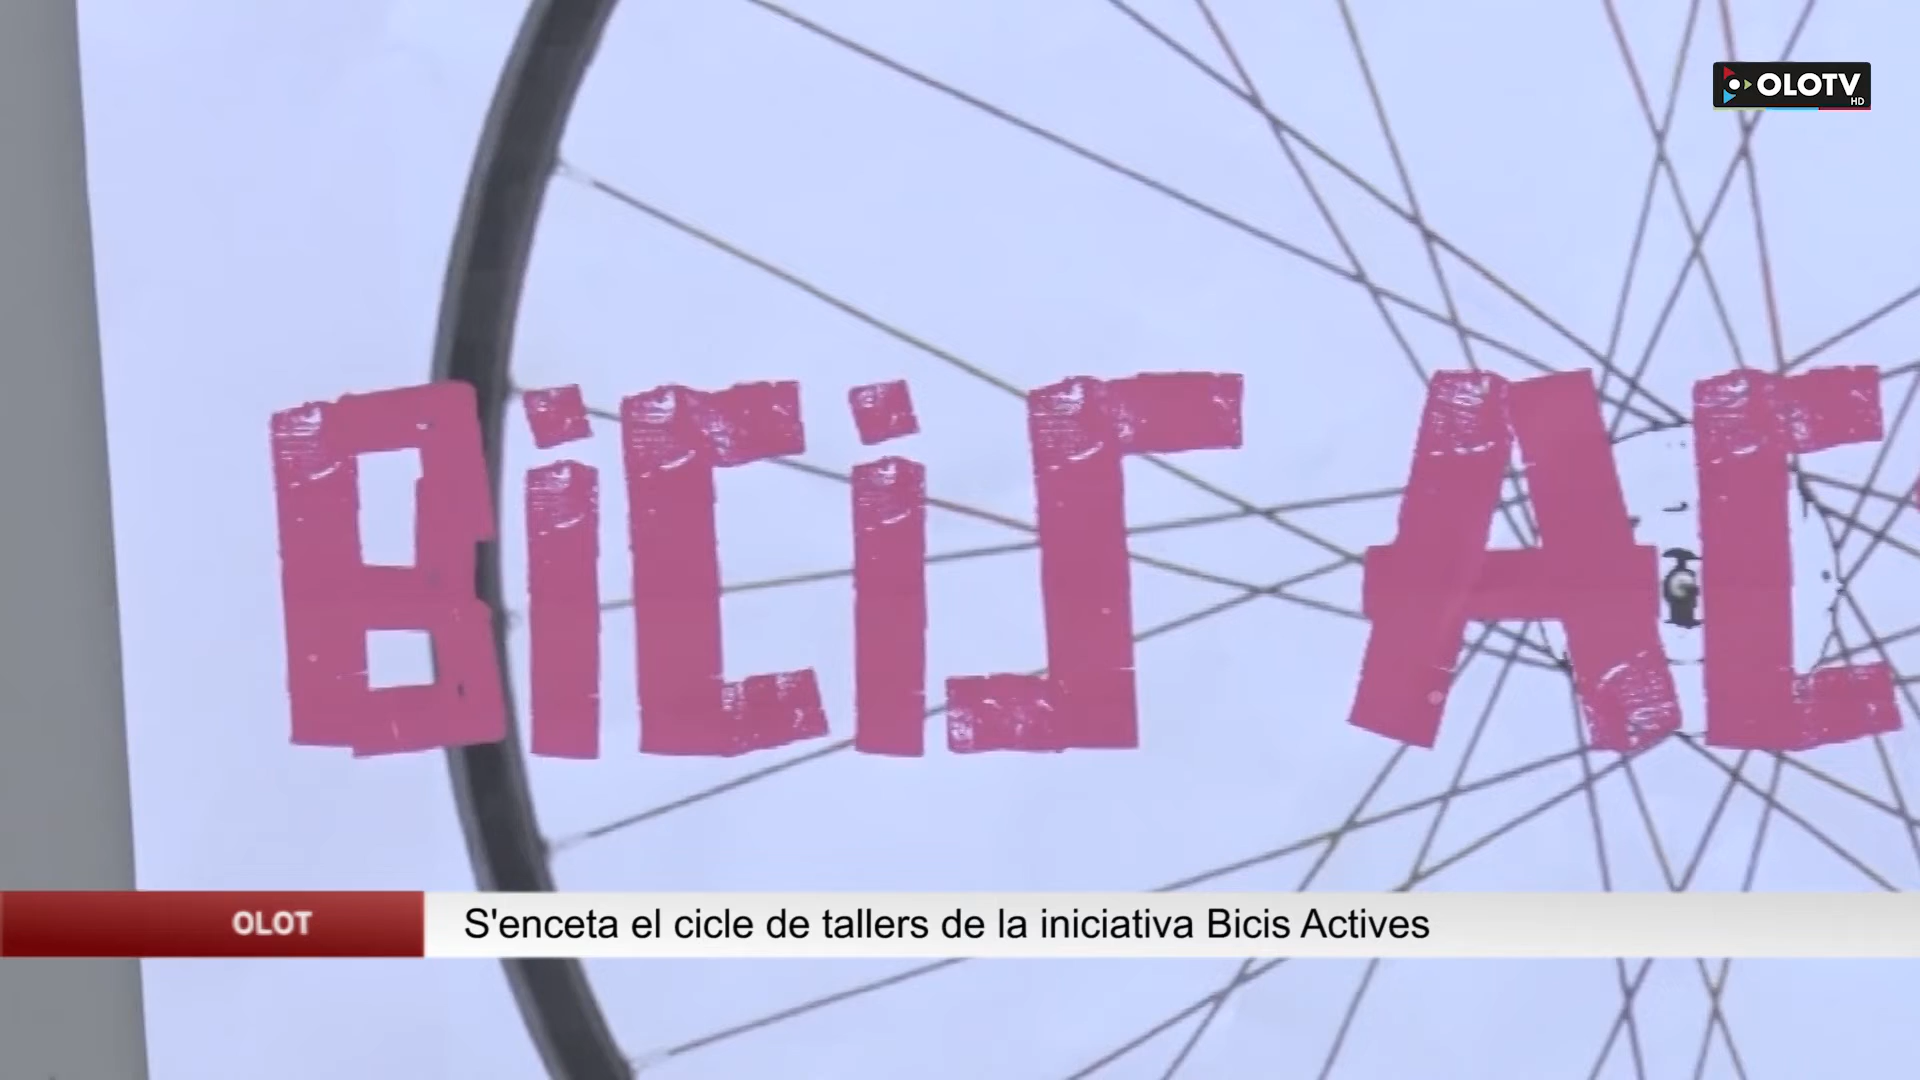 OLOTV
HD
BiCiS AC
OLOT
S'enceta el cicle de tallers de la iniciativa Bicis Actives